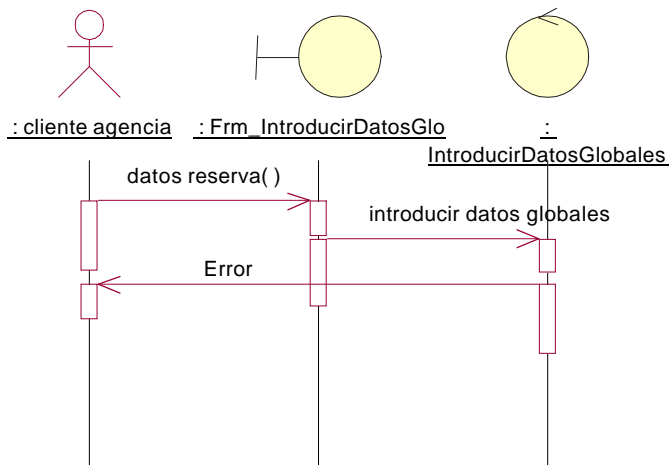 : cliente agencia
: Frm_IntroducirDatosGlo
:
IntroducirDatosGlobales
datos reserva( )
introducir datos globales
Error